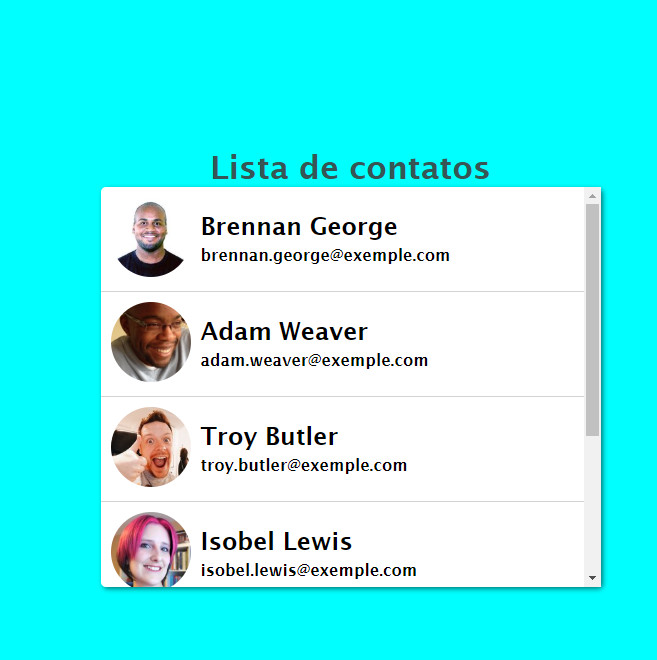 Lista de contatos
Brennan George
brennan.george@exemple.com
Adam Weaver
adam.weaver@exemple.com
Troy Butler
troy.butler@exemple.com
Isobel Lewis
isobel.lewis@exemple.com